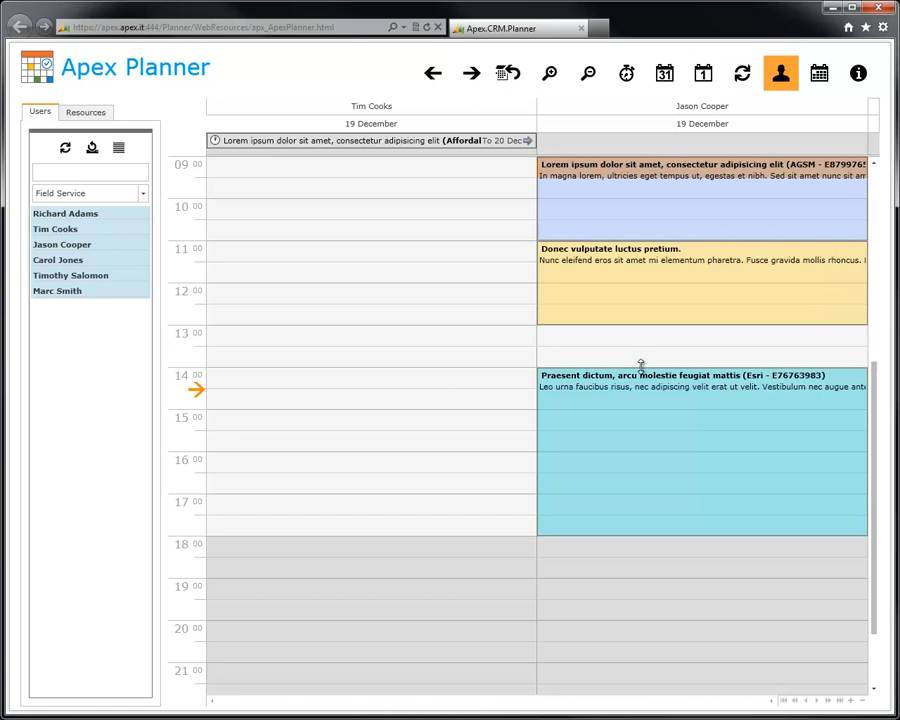 https://apex.apex.it:444/Planner/WebResources/apx_ApexPlanner.html
Apex.CRM.Planner
Apex Planner
31
1
Users
Resources
Field Service
Richard Adams
Tim Cooks
Jason Cooper
Carol Jones
Timothy Salomon
Marc Smith
Tim Cooks
Jason Cooper
19 December
19 December
Lorem ipsum dolor sit amet, consectetur adipisicing elit (Affordal To 20 Dec
09 00
10 00
11 00
12 00
13 00
14 00
15 00
16 00
17 00
18 00
19 00
20 00
21 00
Lorem ipsum dolor sit amet, consectetur adipisicing elit (AGSM - E8799765
In magna lorem, ultricies eget tempus ut, egestas et nibh. Sed sit amet nunc sit am
Donec vulputate luctus pretium.
Nunc eleifend eros sit amet mi elementum pharetra. Fusce gravida mollis rhoncus.
Praesent dictum, arcu molestie feugiat mattis (Esri - E76763983)
Leo urna faucibus risus, nec adipiscing velit erat ut velit. Vestibulum nec augue ante